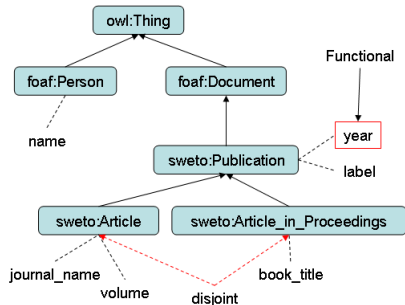 owl:Thing
Functional
foaf:Person
foaf:Document
name
year
sweto:Publication
label
sweto:Article
sweto:Article_in_Proceedings
journal_name
volume
disjoint
book_title